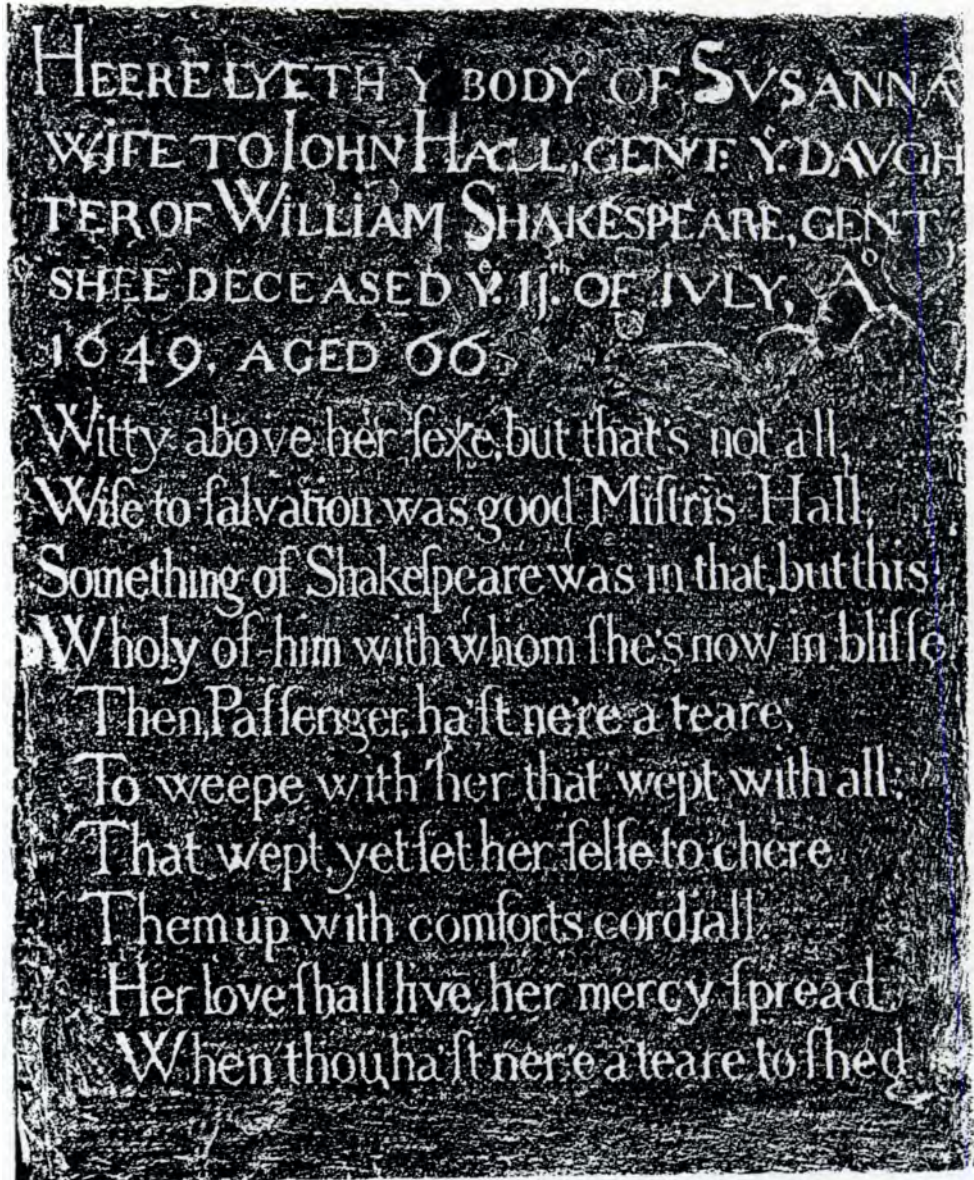 HEERE LYETH Yͤ BODY OF SVSANNA
WIFE TO IOHN HALL, GENT: Yͤ. DAVGH
TER OF WILLIAM SHAKESPEARE, GENT
SHEE DECEASED Yͤ. 11ᵗʰ. OF IVLY, Aº
1649, AGED 66.
Witty above her ſexe, but that's not all,
Wiſe to ſalvation was good Miſtris Hall,
Something of Shakeſpeare was in that, but this
Wholy of him with whom ſhe's now in bliſſe.
Then, Paſſenger, ha'ſt ne're a teare,
To weepe with her that wept with all;
That wept, yet ſet her ſelfe to chere
Them up with comforts cordiall.
Her love ſhall live, her mercy ſpread,
When thou ha'ſt ner'e a teare to ſhed